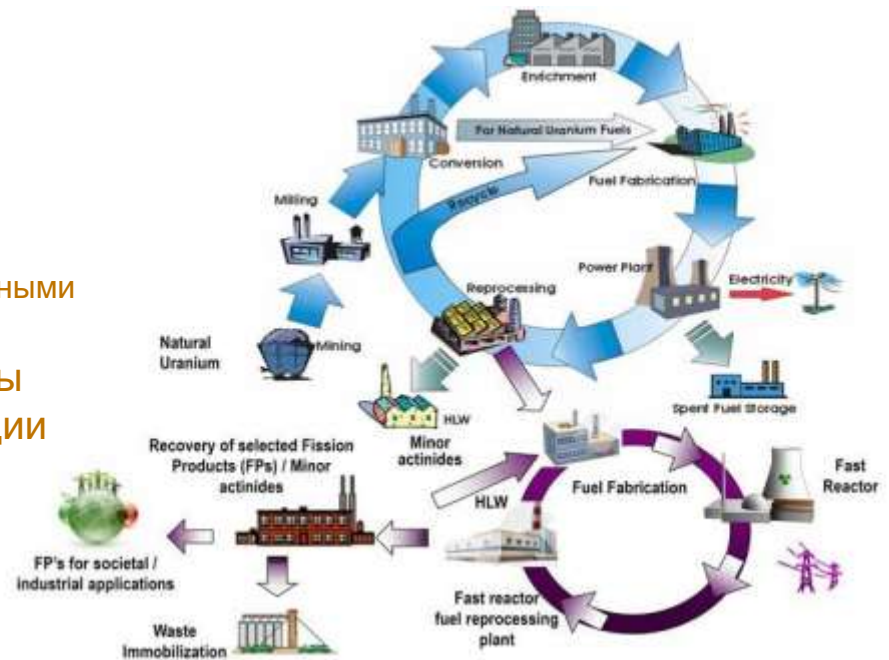 ными
ы
дии
Enrichment
For Natural Uranium Fuels
Conversion
Fuel Fabrication
Recycle
Milling
Power Plant
Electricity
Reprocessing
Natural
Uranium
Mining
Spent Fuel Storage
HLW
Minor
actinides
Recovery of selected Fission
Products (FPs) / Minor
actinides
HLW
Fuel Fabrication
Fast
Reactor
FP's for societal /
industrial applications
Fast reactor
fuel reprocessing
plant
Waste
Immobilization